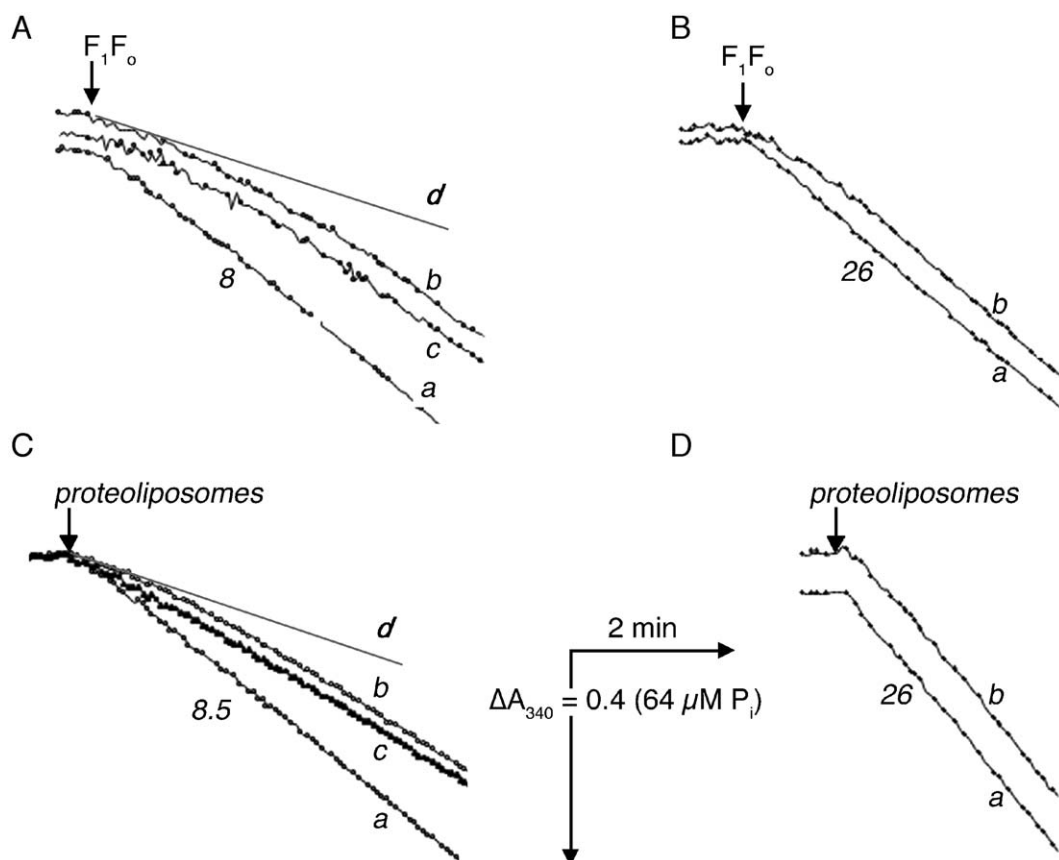 A
F₁Fₒ
d
b
c
a
8
B
F₁Fₒ
b
a
26
C
proteoliposomes
d
b
c
a
8.5
2 min
ΔA₃₄₀ = 0.4 (64 μM Pᵢ)
D
proteoliposomes
b
a
26